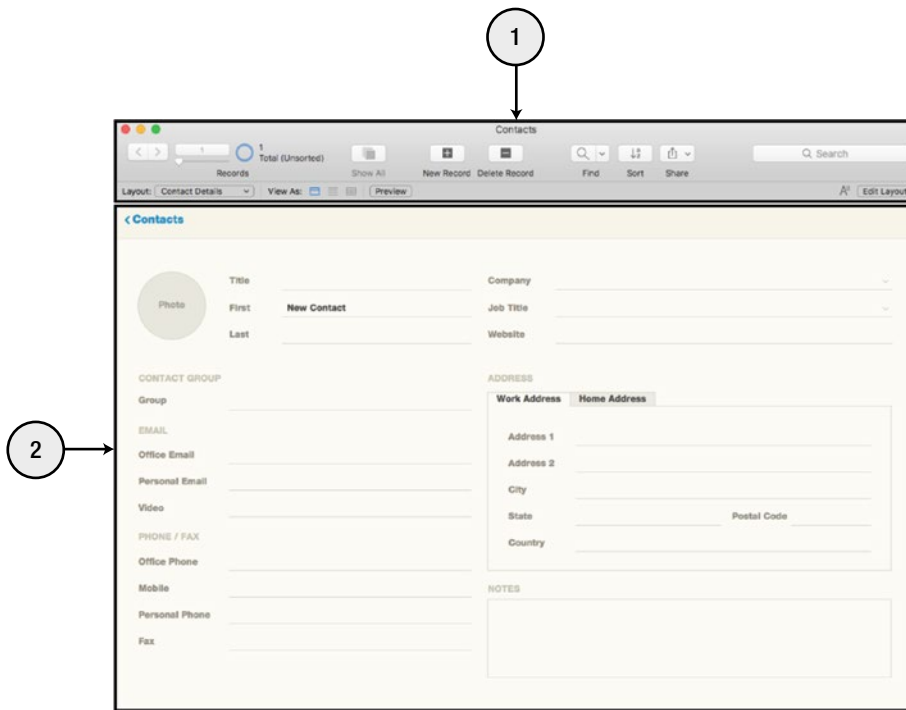 1
Contacts
1
1
Total (Unsorted)
Records
Show All
New Record
Delete Record
Find
Sort
Share
Search
Layout: Contact Details
View As:
Preview
Edit Layout
Contacts
Photo
Title
First New Contact
Last
Company
Job Title
Website
CONTACT GROUP
Group
EMAIL
Office Email
Personal Email
Video
PHONE / FAX
Office Phone
Mobile
Personal Phone
Fax
ADDRESS
Work Address Home Address
Address 1
Address 2
City
State Postal Code
Country
NOTES
2